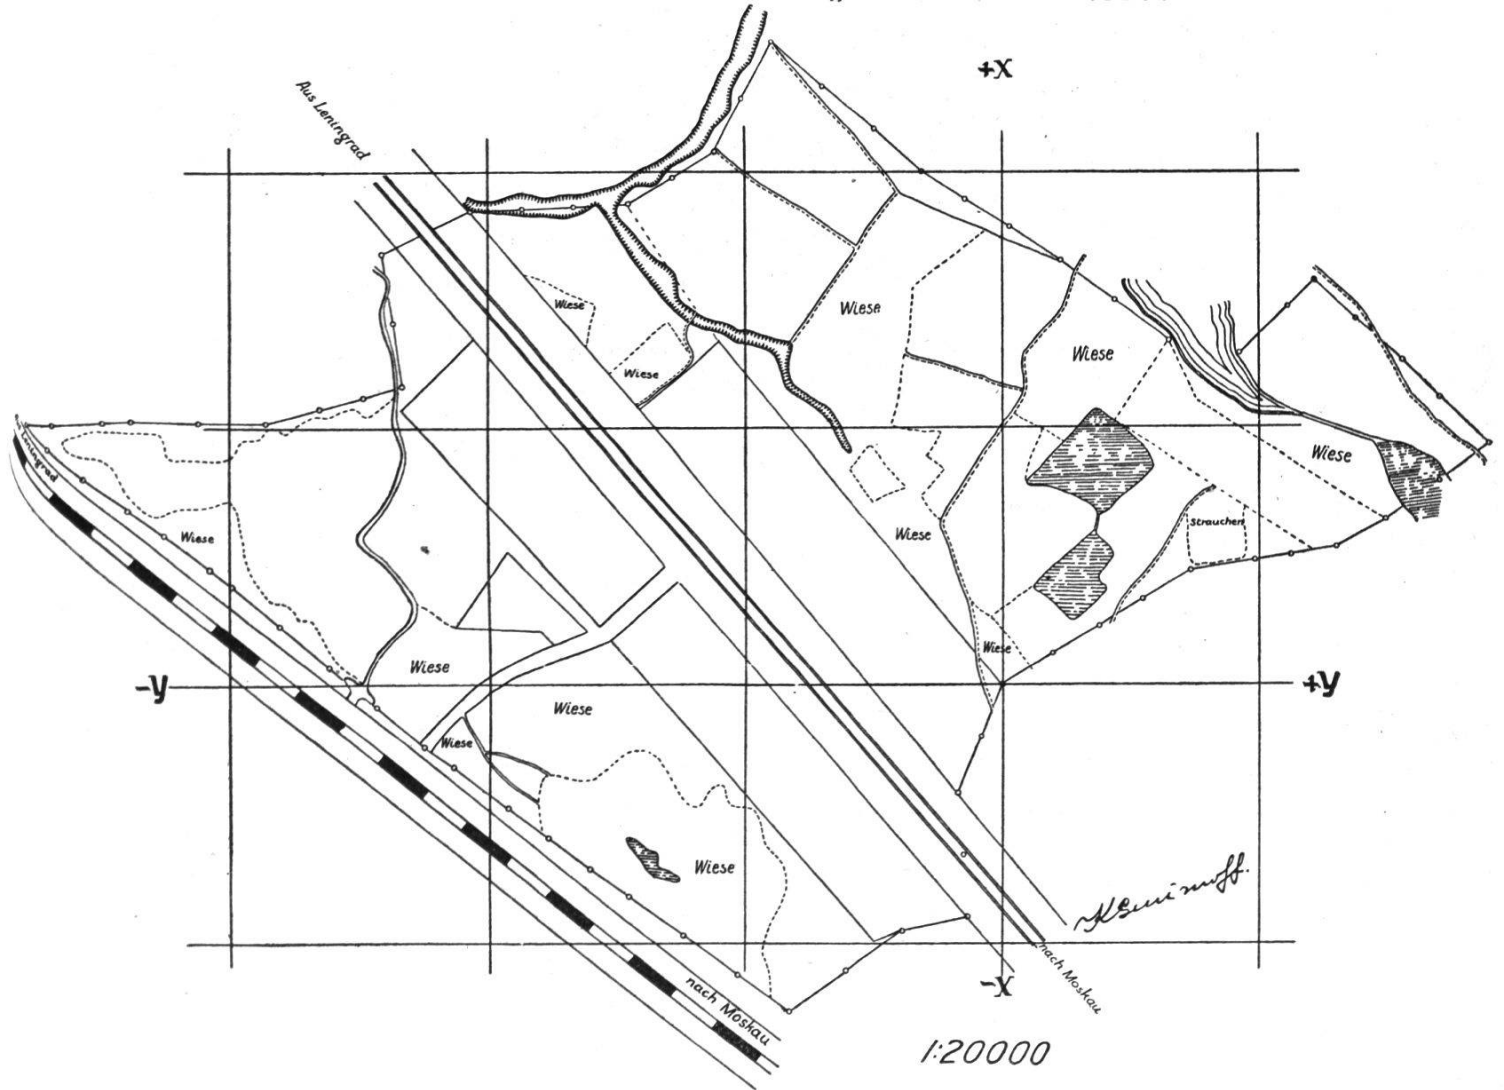 +X
Aus Leningrad
Wiese
Wiese
Wiese
Wiese
Leningrad
Wiese
Wiese
Wiese
Strauchen
Wiese
Wiese
-y
+y
Wiese
Wiese
Wiese
nach Moskau
-X
nach Moskau
1:20000